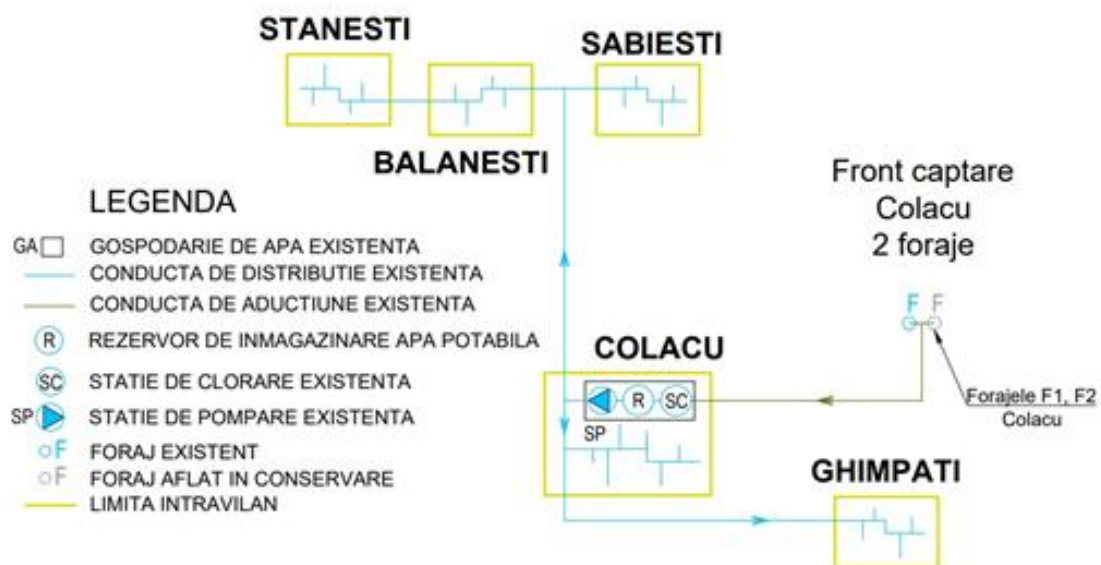 STANESTI
SABIESTI
BALANESTI
Front captare
Colacu
2 foraje
LEGENDA
GA GOSPODARIE DE APA EXISTENTA
CONDUCTA DE DISTRIBUTIE EXISTENTA
CONDUCTA DE ADUCTIUNE EXISTENTA
R REZERVOR DE INMAGAZINARE APA POTABILA
SC STATIE DE CLORARE EXISTENTA
SP STATIE DE POMPARE EXISTENTA
F FORAJ EXISTENT
F FORAJ AFLAT IN CONSERVARE
LIMITA INTRAVILAN
F F
COLACU
R SC
SP
Forajele F1, F2
Colacu
GHIMPATI